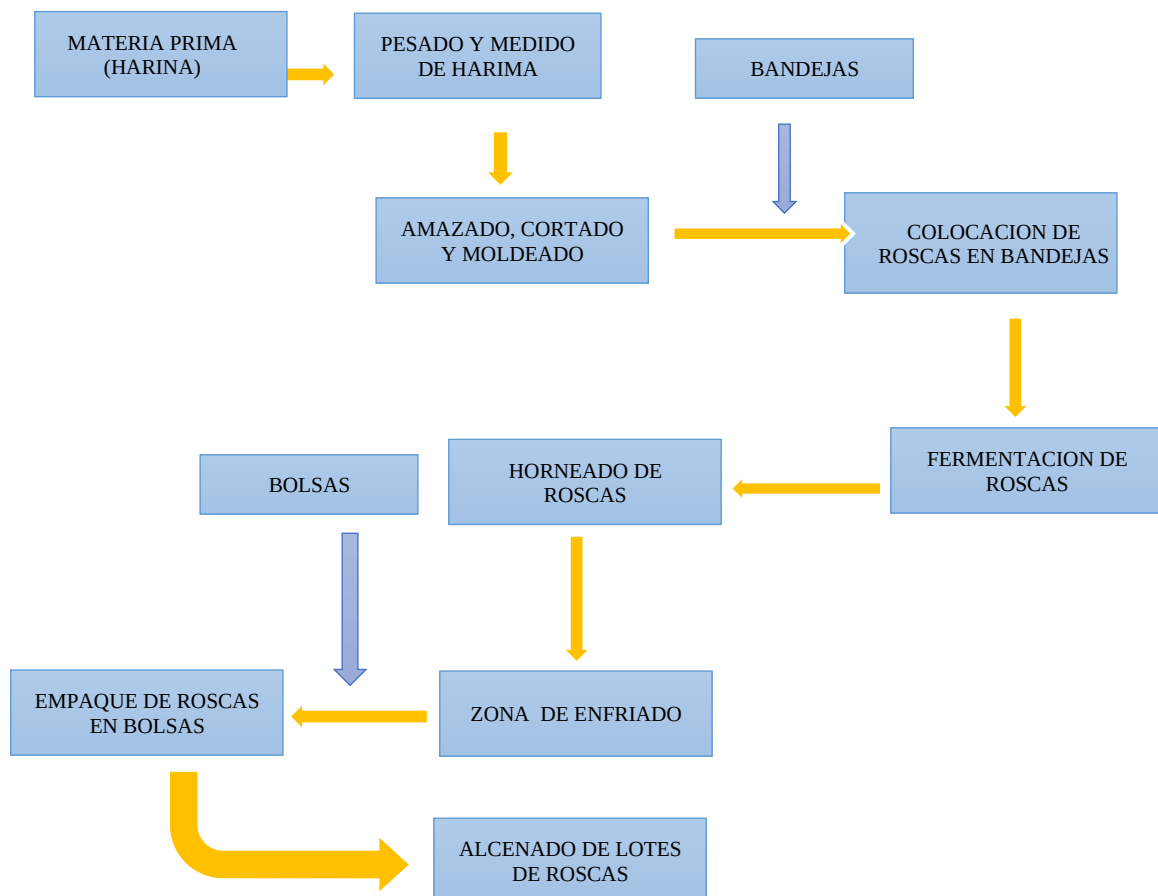 MATERIA PRIMA
(HARINA)
PESADO Y MEDIDO
DE HARIMA
BANDEJAS
AMAZADO, CORTADO
Y MOLDEADO
COLOCACION DE
ROSCAS EN BANDEJAS
FERMENTACION DE
ROSCAS
HORNEADO DE
ROSCAS
BOLSAS
ZONA DE ENFRIADO
EMPAQUE DE ROSCAS
EN BOLSAS
ALCENADO DE LOTES
DE ROSCAS